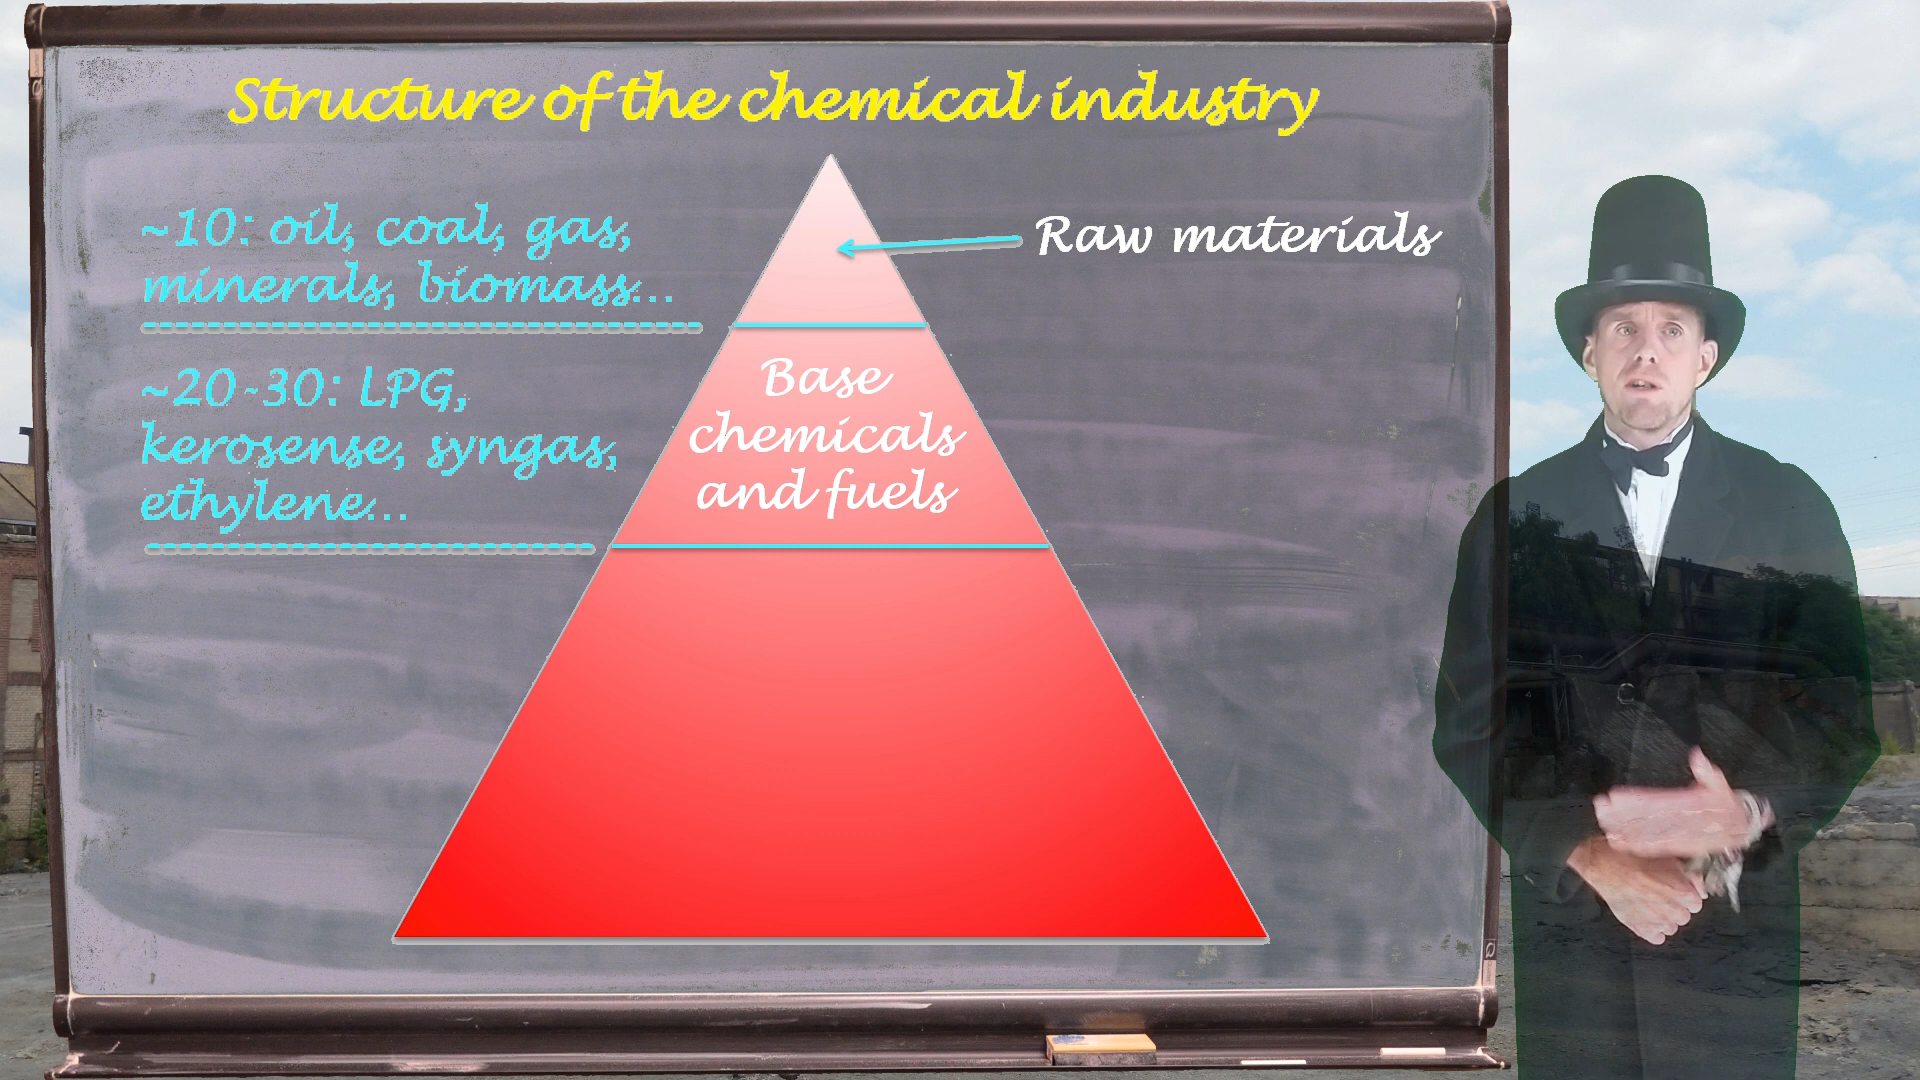 Structure of the chemical industry
~10: oil, coal, gas,
minerals, biomass...
Raw materials
~20-30: LPG,
kerosense, syngas,
ethylene...
Base
chemicals
and fuels